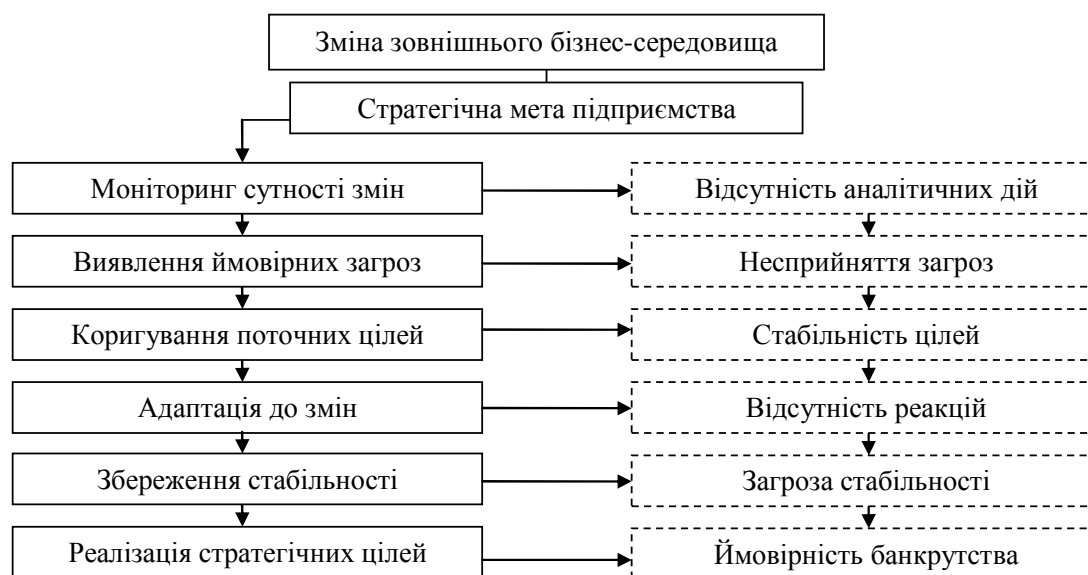 Зміна зовнішнього бізнес-середовища
Стратегічна мета підприємства
Моніторинг сутності змін
Відсутність аналітичних дій
Виявлення ймовірних загроз
Несприйняття загроз
Коригування поточних цілей
Стабільність цілей
Адаптація до змін
Відсутність реакцій
Збереження стабільності
Загроза стабільності
Реалізація стратегічних цілей
Ймовірність банкрутства